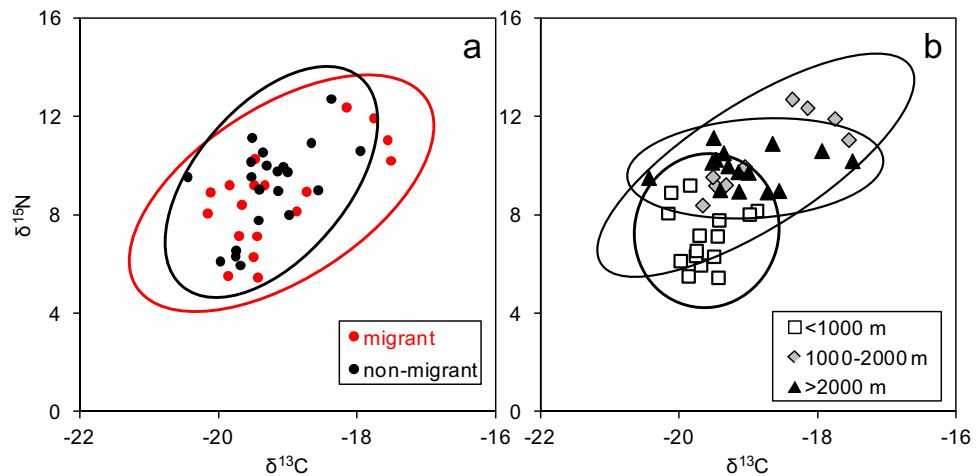 16
12
8
4
0
-22
-20
-18
-16
δ¹⁵N
δ¹³C
a
migrant
non-migrant
16
12
8
4
0
-22
-20
-18
-16
δ¹³C
b
<1000 m
1000-2000 m
>2000 m